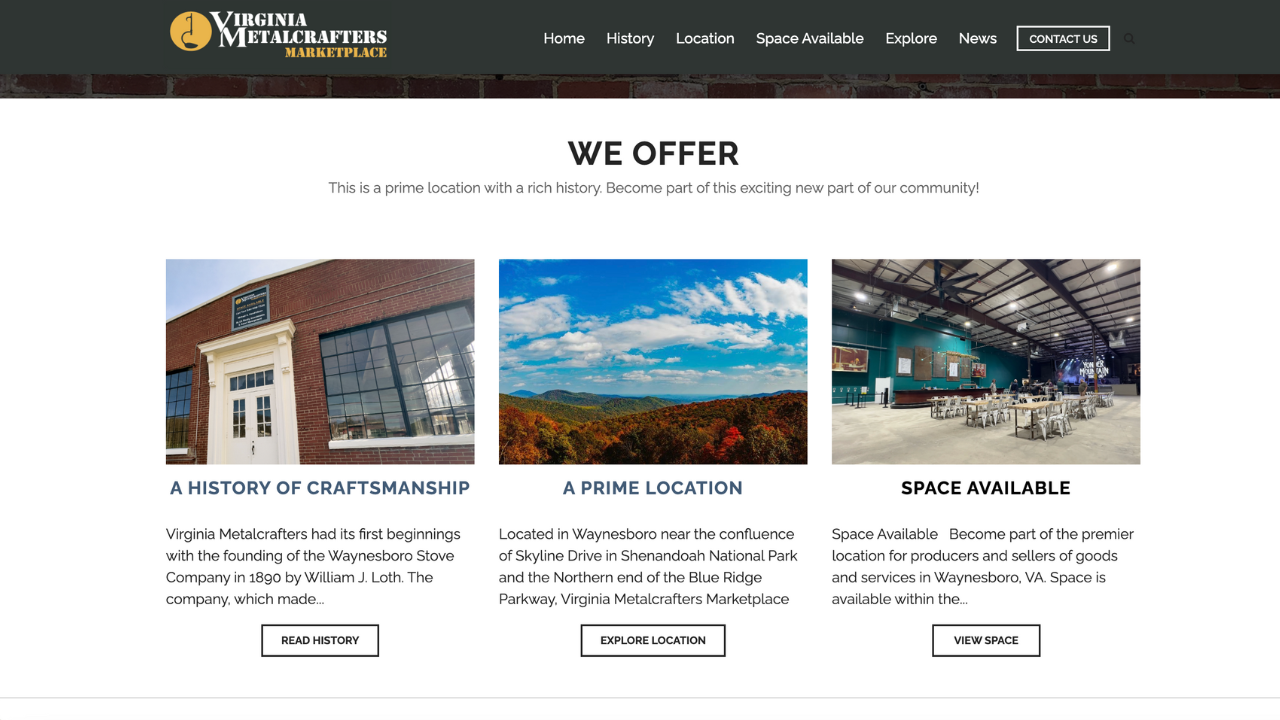 VIRGINIA
METALCRAFTERS
MARKETPLACE
Home History Location Space Available Explore News CONTACT US
WE OFFER
This is a prime location with a rich history. Become part of this exciting new part of our community!
YONDER
MOUNTAIN
A HISTORY OF CRAFTSMANSHIP
Virginia Metalcrafters had its first beginnings
with the founding of the Waynesboro Stove
Company in 1890 by William J. Loth. The
company, which made...
READ HISTORY
A PRIME LOCATION
Located in Waynesboro near the confluence
of Skyline Drive in Shenandoah National Park
and the Northern end of the Blue Ridge
Parkway, Virginia Metalcrafters Marketplace
EXPLORE LOCATION
SPACE AVAILABLE
Space Available Become part of the premier
location for producers and sellers of goods
and services in Waynesboro, VA. Space is
available within the...
VIEW SPACE